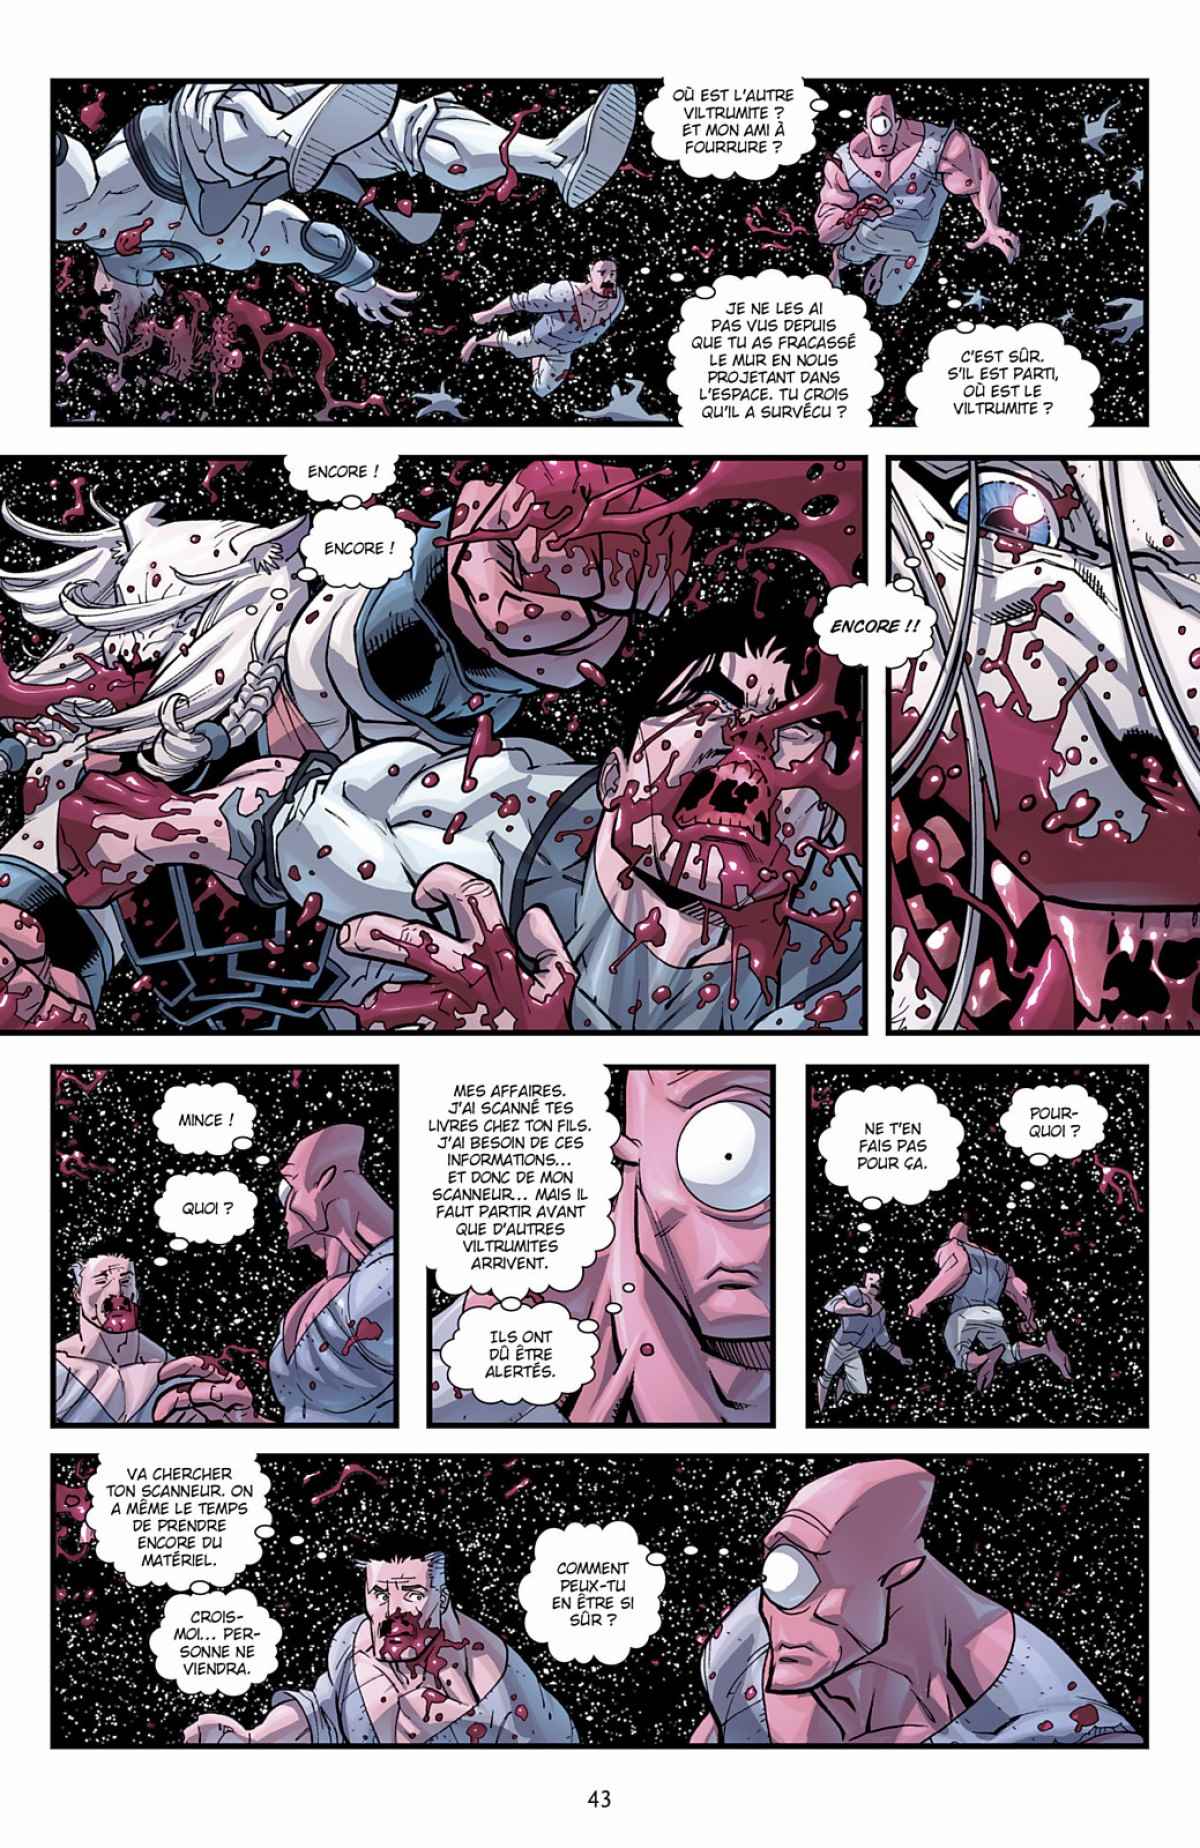 OÙ EST L'AUTRE
VILTRUMITE ?
ET MON AMI À
FOURRURE ?
JE NE LES AI
PAS VUS DEPUIS
QUE TU AS FRACASSÉ
LE MUR EN NOUS
PROJETANT DANS
L'ESPACE. TU CROIS
QU'IL A SURVÉCU ?
C'EST SÛR.
S'IL EST PARTI,
OÙ EST LE
VILTRUMITE ?
ENCORE !
ENCORE !
ENCORE !!
MINCE !
QUOI ?
MES AFFAIRES.
J'AI SCANNÉ TES
LIVRES CHEZ TON FILS.
J'AI BESOIN DE CES
INFORMATIONS...
ET DONC DE MON
SCANNEUR... MAIS IL
FAUT PARTIR AVANT
QUE D'AUTRES
VILTRUMITES
ARRIVENT.
ILS ONT
DÛ ÊTRE
ALERTÉS.
NE T'EN
FAIS PAS
POUR ÇA.
POUR-
QUOI ?
VA CHERCHER
TON SCANNEUR. ON
A MÊME LE TEMPS
DE PRENDRE
ENCORE DU
MATÉRIEL.
CROIS-
MOI... PER-
SONNE NE
VIENDRA.
COMMENT
PEUX-TU
EN ÊTRE SI
SÛR ?
43